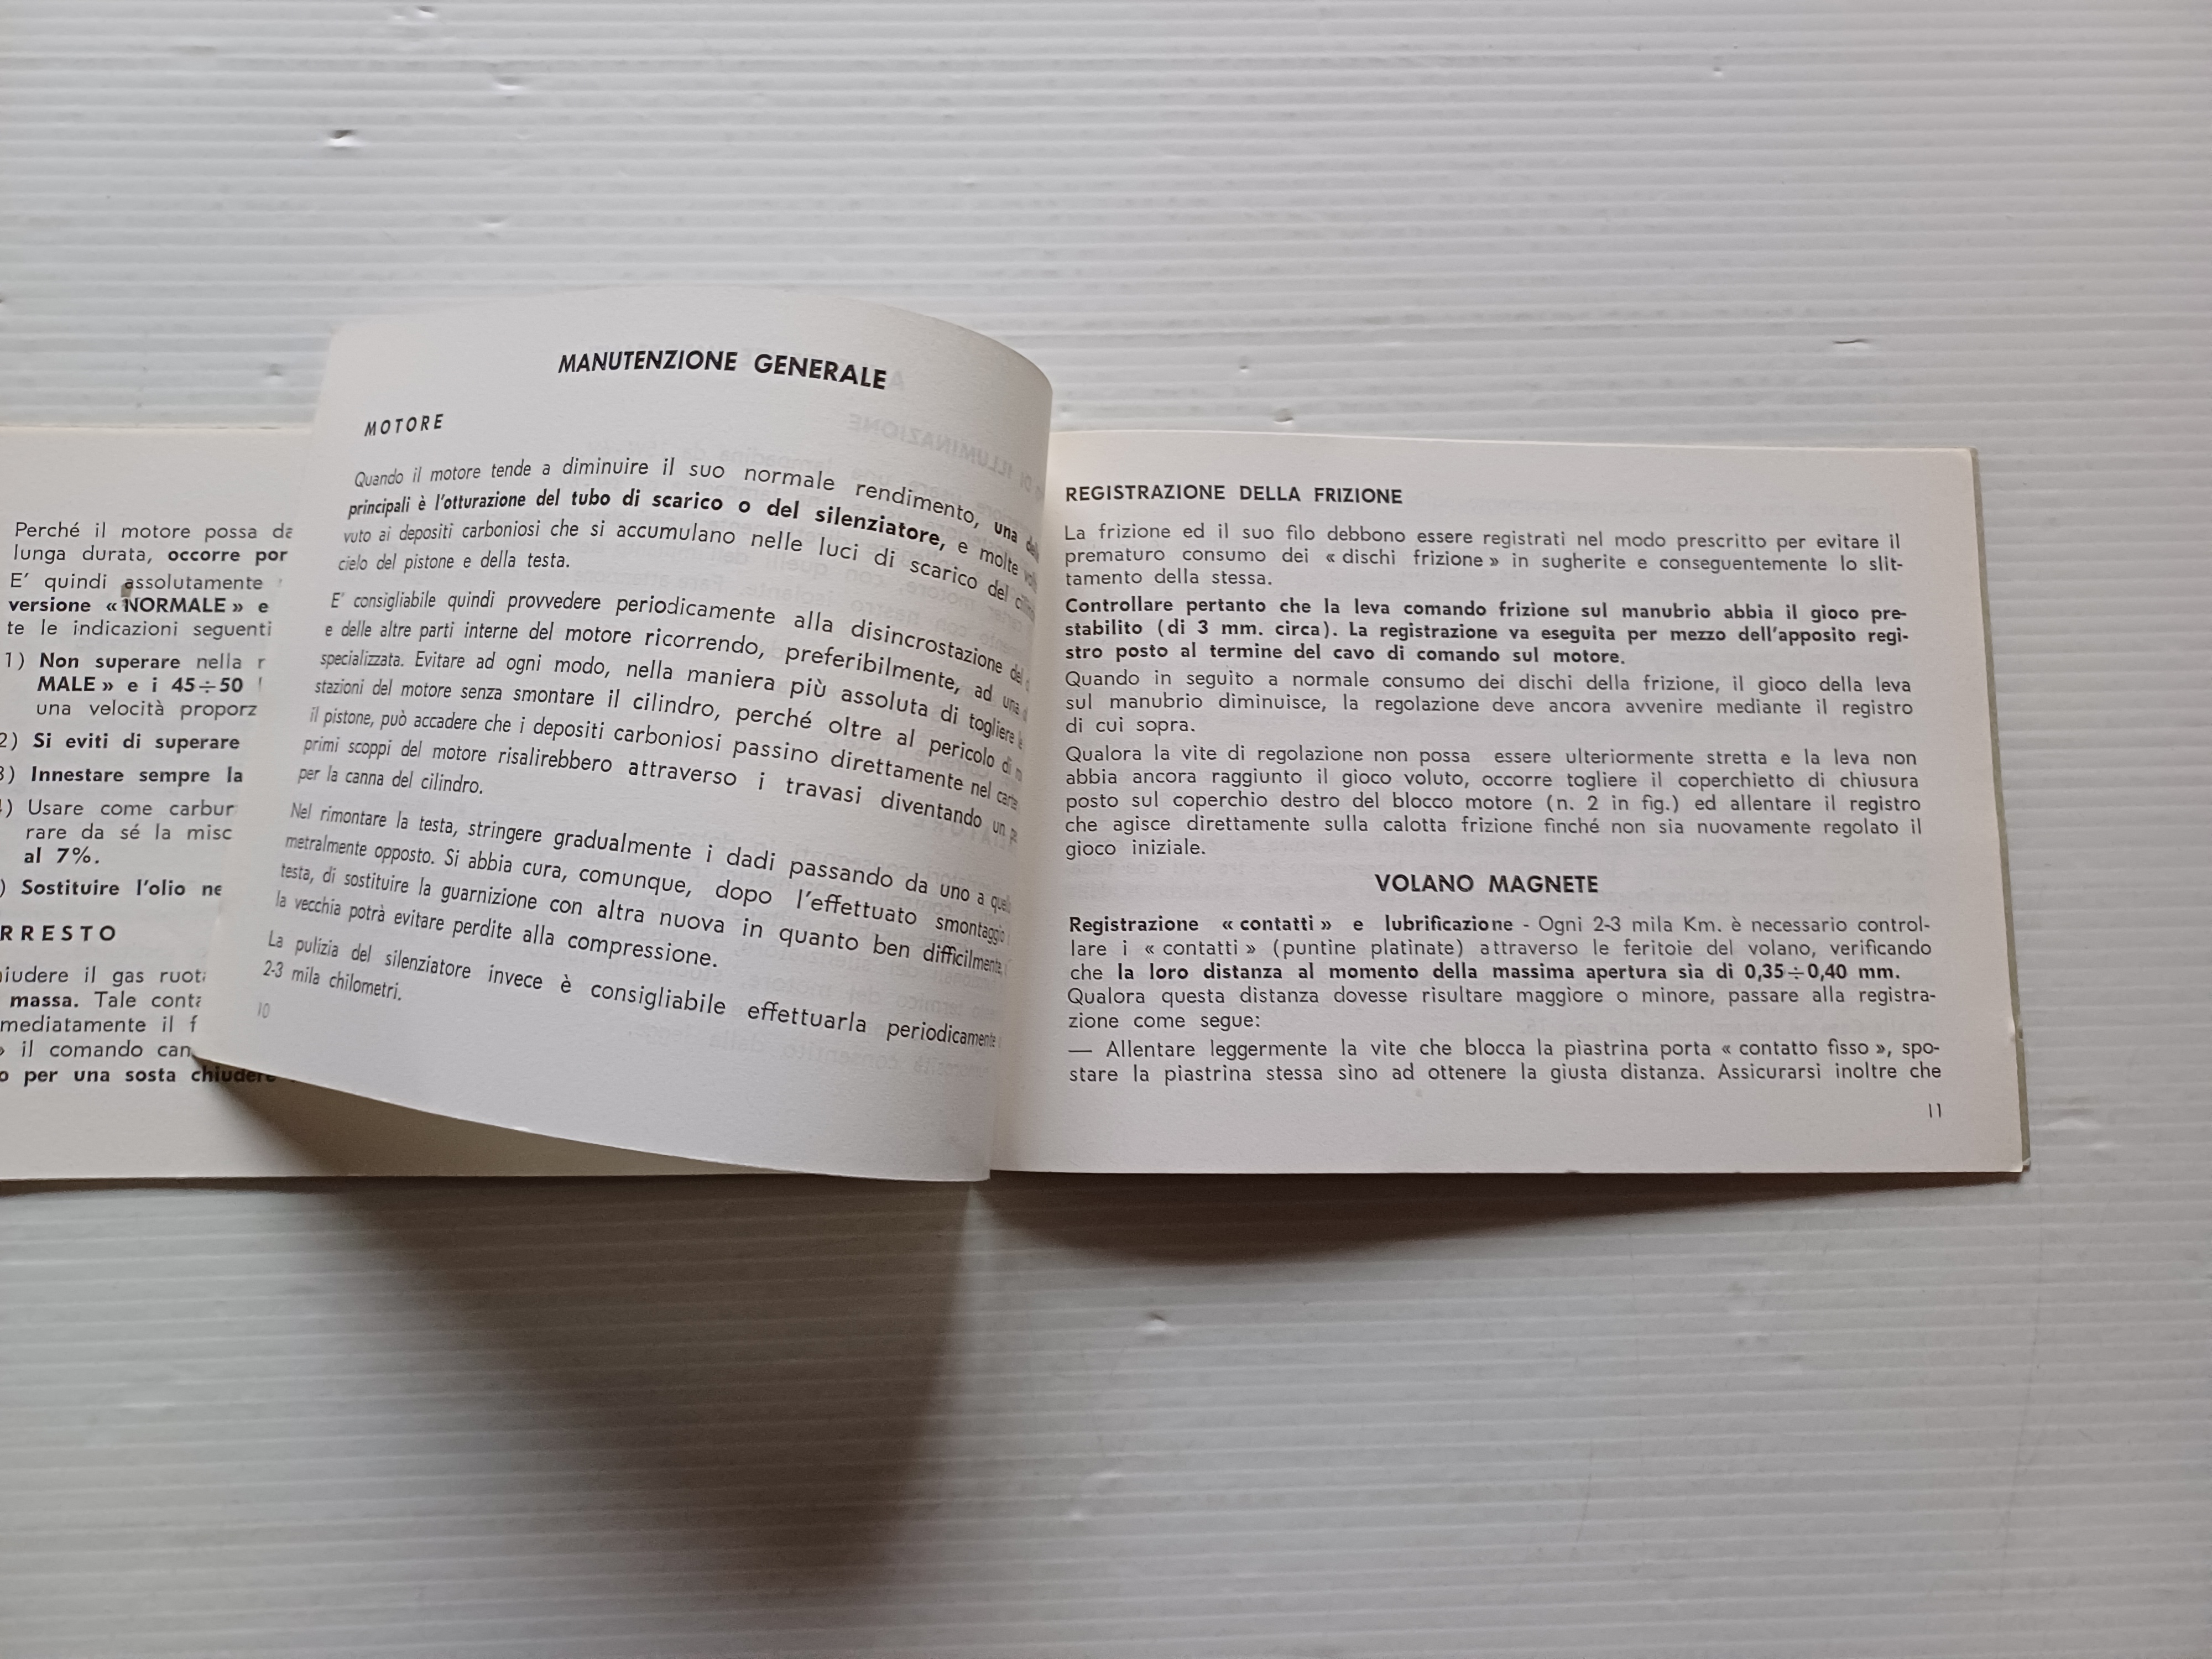 Perché il motore possa
lunga durata, occorre por
E' quindi assolutamente
versione « NORMALE » e
te le indicazioni seguenti
1) Non superare nella
MALE » e i 45÷50
una velocità proporz
2) Si eviti di superare
3) Innestare sempre la
4) Usare come carbur
rare da sé la misc
al 7%.
) Sostituire l'olio ne
RRESTO
iudere il gas ruot
massa. Tale conta
mediatamente il f
» il comando can
o per una sosta chiudere
MANUTENZIONE GENERALE
MOTORE
Quando il motore tende a diminuire il suo normale rendimento, una del
principali è l'otturazione del tubo di scarico o del silenziatore, e molte vol
vuto ai depositi carboniosi che si accumulano nelle luci di scarico del cilin
cielo del pistone e della testa.
E' consigliabile quindi provvedere periodicamente alla disincrostazione del
e delle altre parti interne del motore ricorrendo, preferibilmente, ad una
specializzata. Evitare ad ogni modo, nella maniera più assoluta di togliere
stazioni del motore senza smontare il cilindro, perché oltre al pericolo di
il pistone, può accadere che i depositi carboniosi passino direttamente nel carte
primi scoppi del motore risalirebbero attraverso i travasi diventando un
per la canna del cilindro.
Nel rimontare la testa, stringere gradualmente i dadi passando da uno a quell
metralmente opposto. Si abbia cura, comunque, dopo l'effettuato smontaggio
testa, di sostituire la guarnizione con altra nuova in quanto ben difficilmente,
la vecchia potrà evitare perdite alla compressione.
La pulizia del silenziatore invece è consigliabile effettuarla periodicamente
2-3 mila chilometri.
10
REGISTRAZIONE DELLA FRIZIONE
La frizione ed il suo filo debbono essere registrati nel modo prescritto per evitare il
prematuro consumo dei « dischi frizione » in sugherite e conseguentemente lo slit-
tamento della stessa.
Controllare pertanto che la leva comando frizione sul manubrio abbia il gioco pre-
stabilito (di 3 mm. circa). La registrazione va eseguita per mezzo dell'apposito regi-
stro posto al termine del cavo di comando sul motore.
Quando in seguito a normale consumo dei dischi della frizione, il gioco della leva
sul manubrio diminuisce, la regolazione deve ancora avvenire mediante il registro
di cui sopra.
Qualora la vite di regolazione non possa essere ulteriormente stretta e la leva non
abbia ancora raggiunto il gioco voluto, occorre togliere il coperchietto di chiusura
posto sul coperchio destro del blocco motore (n. 2 in fig.) ed allentare il registro
che agisce direttamente sulla calotta frizione finché non sia nuovamente regolato il
gioco iniziale.
VOLANO MAGNETE
Registrazione « contatti » e lubrificazione - Ogni 2-3 mila Km. è necessario control-
lare i « contatti » (puntine platinate) attraverso le feritoie del volano, verificando
che la loro distanza al momento della massima apertura sia di 0,35÷0,40 mm.
Qualora questa distanza dovesse risultare maggiore o minore, passare alla registra-
zione come segue:
— Allentare leggermente la vite che blocca la piastrina porta « contatto fisso », spo-
stare la piastrina stessa sino ad ottenere la giusta distanza. Assicurarsi inoltre che
11